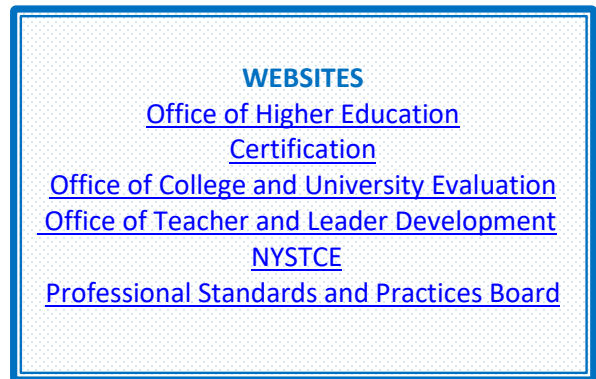 WEBSITES
Office of Higher Education
Certification
Office of College and University Evaluation
Office of Teacher and Leader Development
NYSTCE
Professional Standards and Practices Board